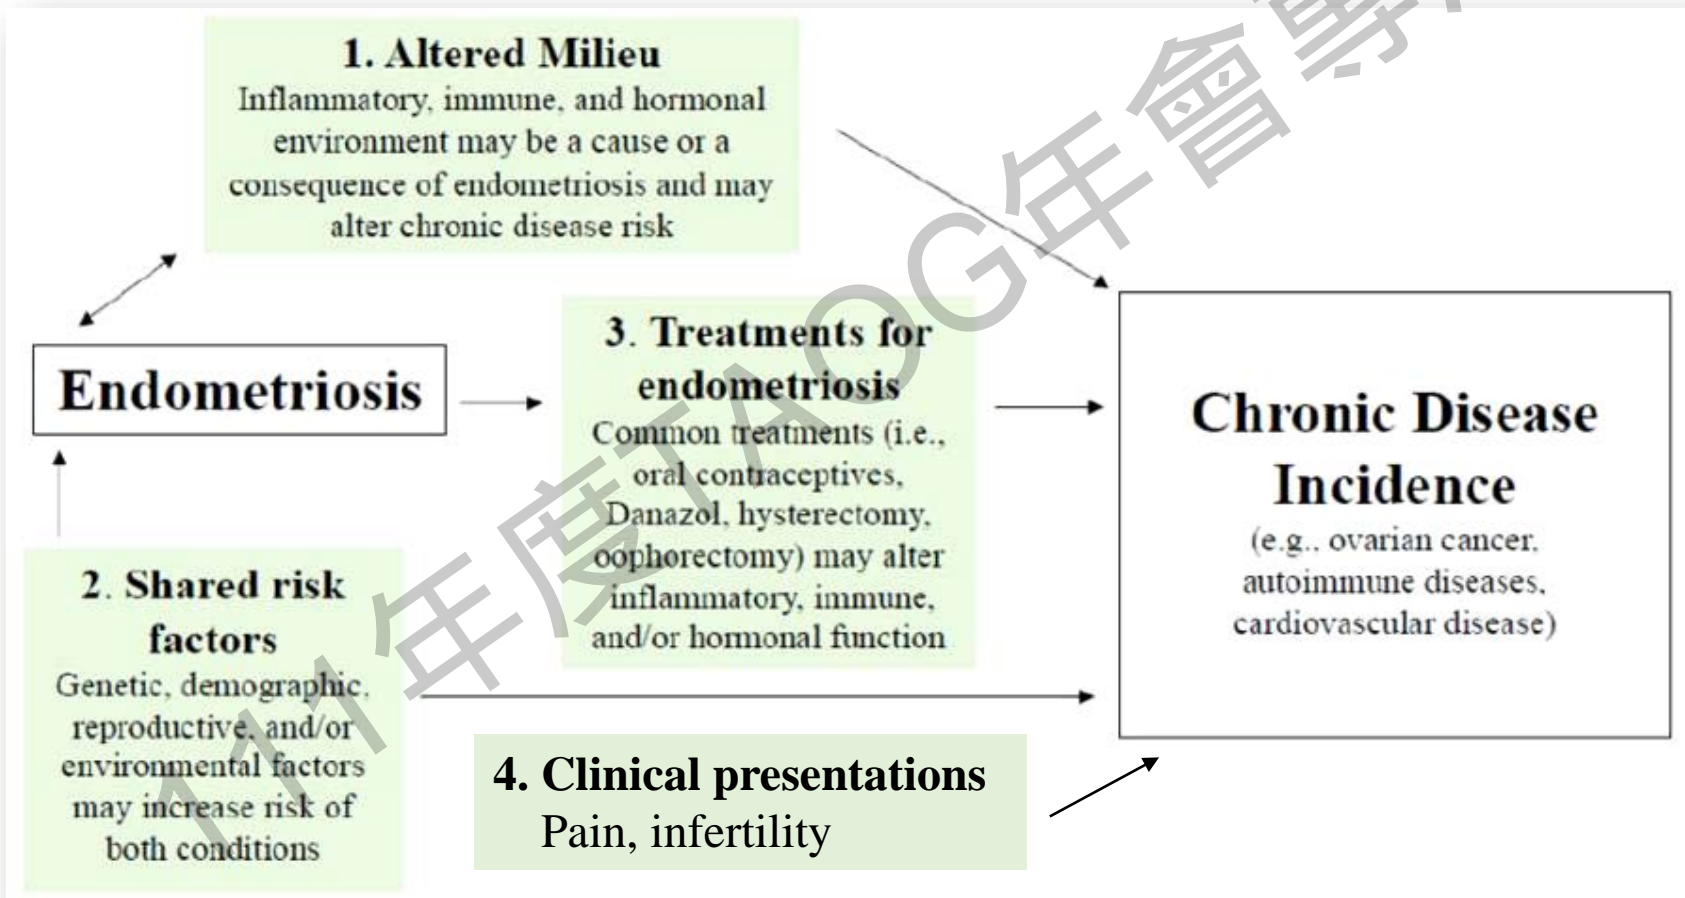 1. Altered Milieu
Inflammatory, immune, and hormonal
environment may be a cause or a
consequence of endometriosis and may
alter chronic disease risk
Endometriosis
3. Treatments for
endometriosis
Common treatments (i.e.,
oral contraceptives,
Danazol, hysterectomy,
oophorectomy) may alter
inflammatory, immune,
and/or hormonal function
Chronic Disease
Incidence
(e.g., ovarian cancer,
autoimmune diseases,
cardiovascular disease)
2. Shared risk
factors
Genetic, demographic,
reproductive, and/or
environmental factors
may increase risk of
both conditions
4. Clinical presentations
Pain, infertility
111年度TAOG年會專